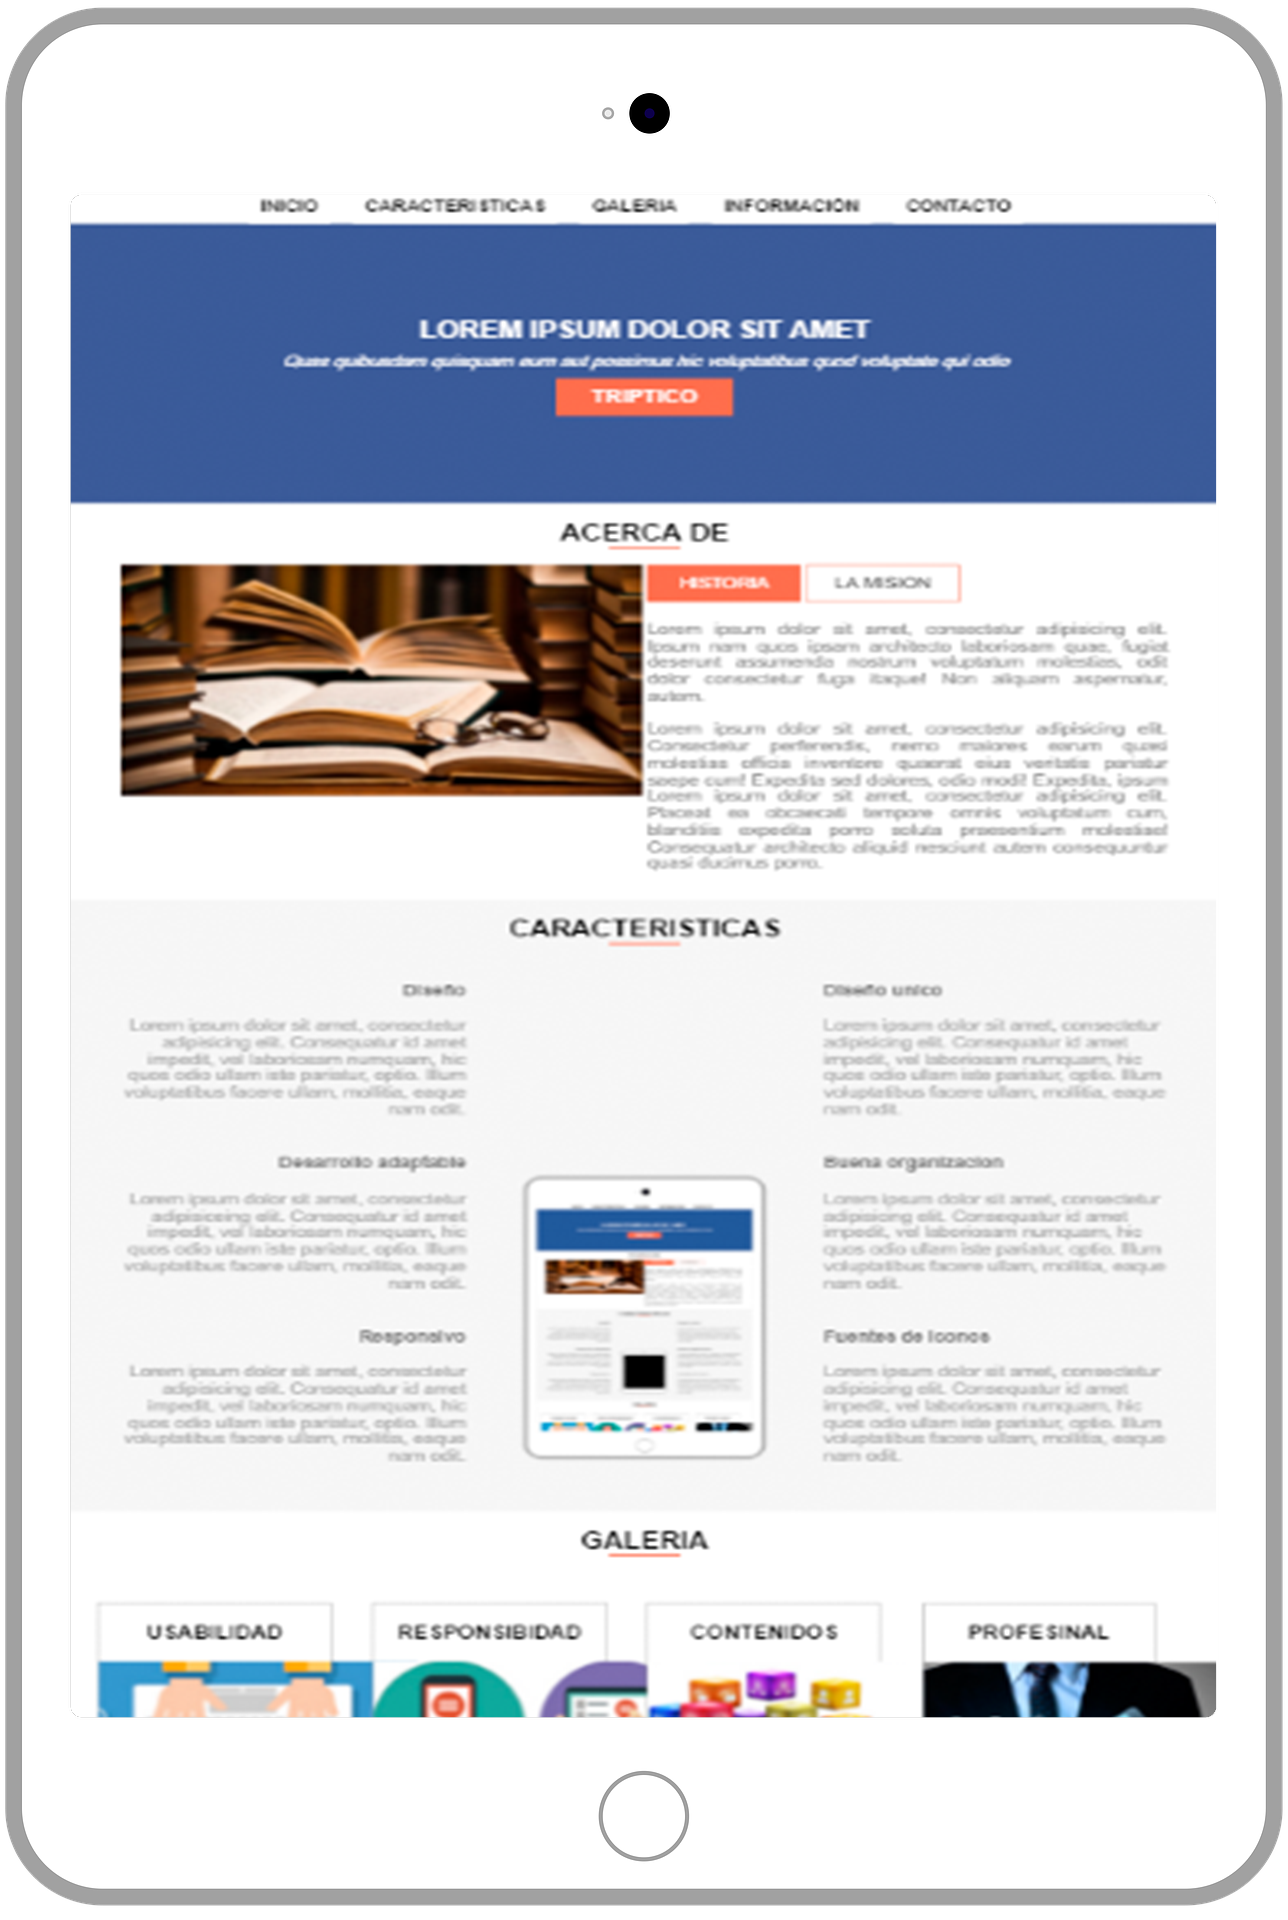 INICIO CARACTERISTICAS GALERIA INFORMACIÓN CONTACTO
LOREM IPSUM DOLOR SIT AMET
Quae quibusdam quisquam eum aut possimus hic voluptatibus quod voluptate qui odio
TRIPTICO
ACERCA DE
HISTORIA LA MISION
Lorem ipsum dolor sit amet, consectetur adipisicing elit.
Ipsum nam quos ipsam architecto laboriosam quae, fugiat
deserunt assumenda nostrum voluptatum molestias, odit
dolor consectetur fuga itaque! Non aliquam aspernatur,
autem.
Lorem ipsum dolor sit amet, consectetur adipisicing elit.
Consectetur perferendis, nemo maiores earum quasi
molestias officia inventore quaerat eius veritatis pariatur
saepe cum! Expedita sed dolores, odio modi! Expedita, ipsum
Lorem ipsum dolor sit amet, consectetur adipisicing elit.
Placeat ea obcaecati tempore omnis voluptatum cum,
blanditiis expedita porro soluta praesentium molestiae!
Consequatur architecto aliquid nesciunt autem consequuntur
quasi ducimus porro.
CARACTERISTICAS
Diseño
Lorem ipsum dolor sit amet, consectetur
adipisicing elit. Consequatur id amet
impedit, vel laboriosam numquam, hic
quos odio ullam iste pariatur, optio. Illum
voluptatibus facere ullam, mollitia, eaque
nam odit.
Diseño unico
Lorem ipsum dolor sit amet, consectetur
adipisicing elit. Consequatur id amet
impedit, vel laboriosam numquam, hic
quos odio ullam iste pariatur, optio. Illum
voluptatibus facere ullam, mollitia, eaque
nam odit.
Desarrollo adaptable
Lorem ipsum dolor sit amet, consectetur
adipisiceing elit. Consequatur id amet
impedit, vel laboriosam numquam, hic
quos odio ullam iste pariatur, optio. Illum
voluptatibus facere ullam, mollitia, eaque
nam odit.
Buena organizacion
Lorem ipsum dolor sit amet, consectetur
adipisicing elit. Consequatur id amet
impedit, vel laboriosam numquam, hic
quos odio ullam iste pariatur, optio. Illum
voluptatibus facere ullam, mollitia, eaque
nam odit.
Responsivo
Lorem ipsum dolor sit amet, consectetur
adipisicing elit. Consequatur id amet
impedit, vel laboriosam numquam, hic
quos odio ullam iste pariatur, optio. Illum
voluptatibus facere ullam, mollitia, eaque
nam odit.
Fuentes de iconos
Lorem ipsum dolor sit amet, consectetur
adipisicing elit. Consequatur id amet
impedit, vel laboriosam numquam, hic
quos odio ullam iste pariatur, optio. Illum
voluptatibus facere ullam, mollitia, eaque
nam odit.
GALERIA
USABILIDAD RESPONSIBIDAD CONTENIDOS PROFESINAL